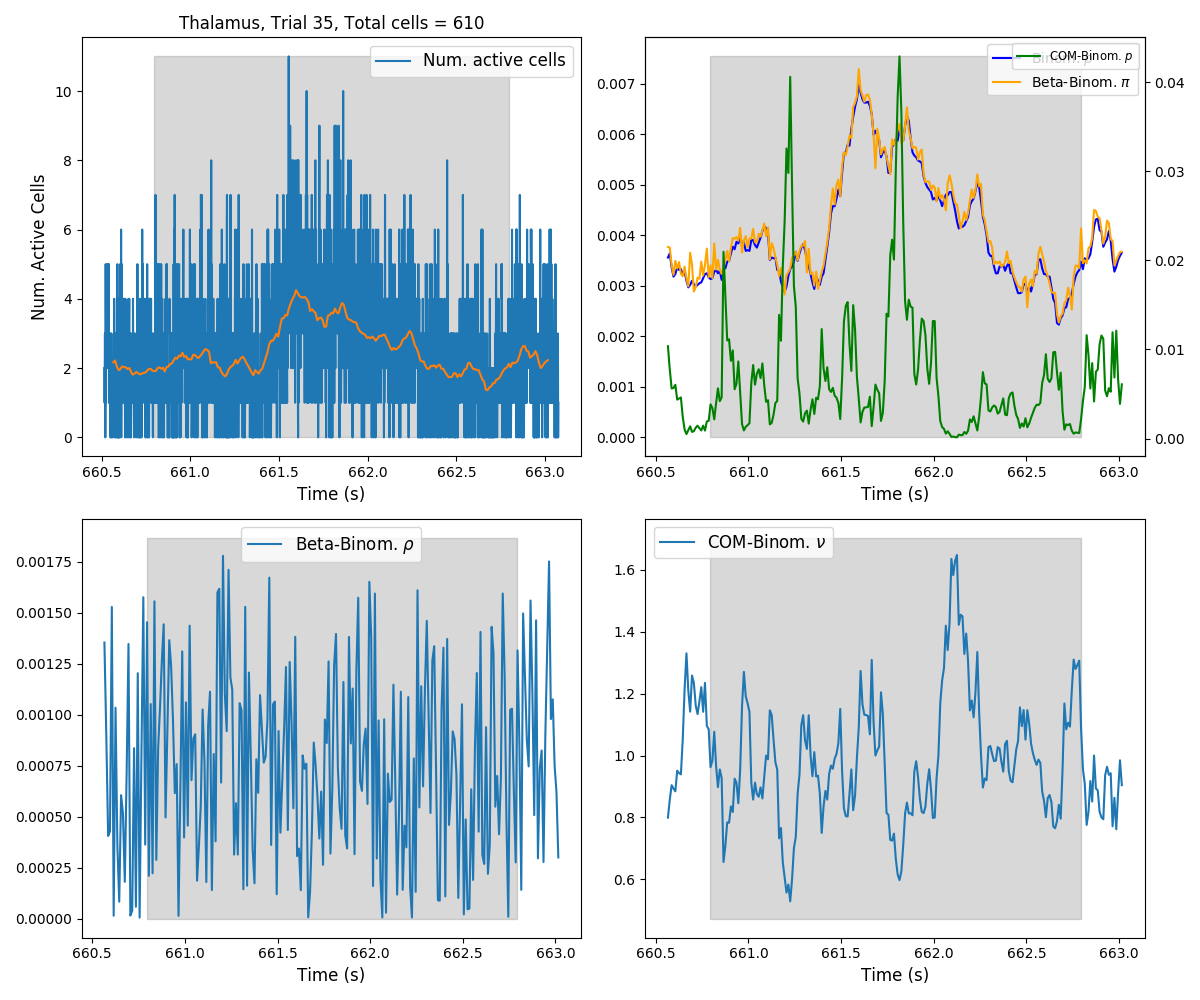 Thalamus, Trial 35, Total cells = 610
Num. active cells
Num. Active Cells
10
8
6
4
2
0
660.5 661.0 661.5 662.0 662.5 663.0
Time (s)
COM-Binom. p
Beta-Binom. π
0.007
0.006
0.005
0.004
0.003
0.002
0.001
0.000
0.04
0.03
0.02
0.01
0.00
660.5 661.0 661.5 662.0 662.5 663.0
Time (s)
Beta-Binom. ρ
0.00175
0.00150
0.00125
0.00100
0.00075
0.00050
0.00025
0.00000
660.5 661.0 661.5 662.0 662.5 663.0
Time (s)
COM-Binom. ν
1.6
1.4
1.2
1.0
0.8
0.6
660.5 661.0 661.5 662.0 662.5 663.0
Time (s)